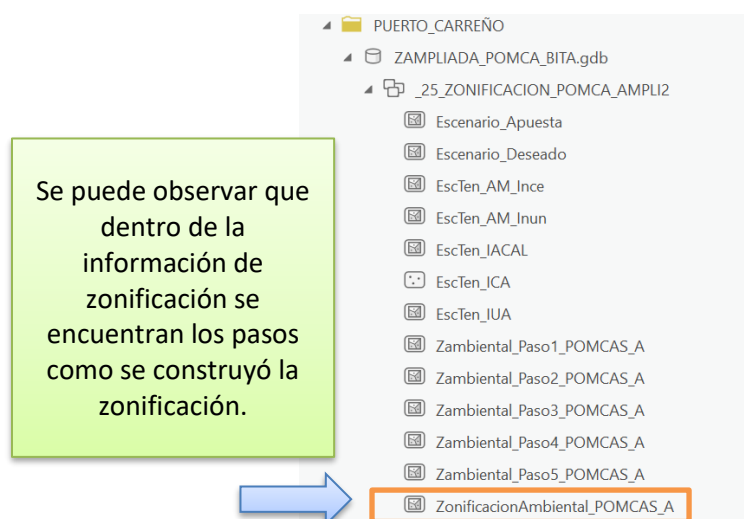 PUERTO_CARREÑO
ZAMPLIADA_POMCA_BITA.gdb
_25_ZONIFICACION_POMCA_AMPLI2
Escenario_Apuesta
Escenario_Deseado
EscTen_AM_Ince
EscTen_AM_Inun
EscTen_IACAL
EscTen_ICA
EscTen_IUA
Zambiental_Paso1_POMCAS_A
Zambiental_Paso2_POMCAS_A
Zambiental_Paso3_POMCAS_A
Zambiental_Paso4_POMCAS_A
Zambiental_Paso5_POMCAS_A
ZonificacionAmbiental_POMCAS_A
Se puede observar que
dentro de la
información de
zonificación se
encuentran los pasos
como se construyó la
zonificación.